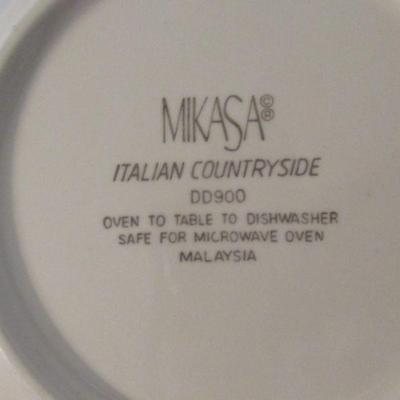 MIKASA©®
ITALIAN COUNTRYSIDE
DD900
OVEN TO TABLE TO DISHWASHER
SAFE FOR MICROWAVE OVEN
MALAYSIA